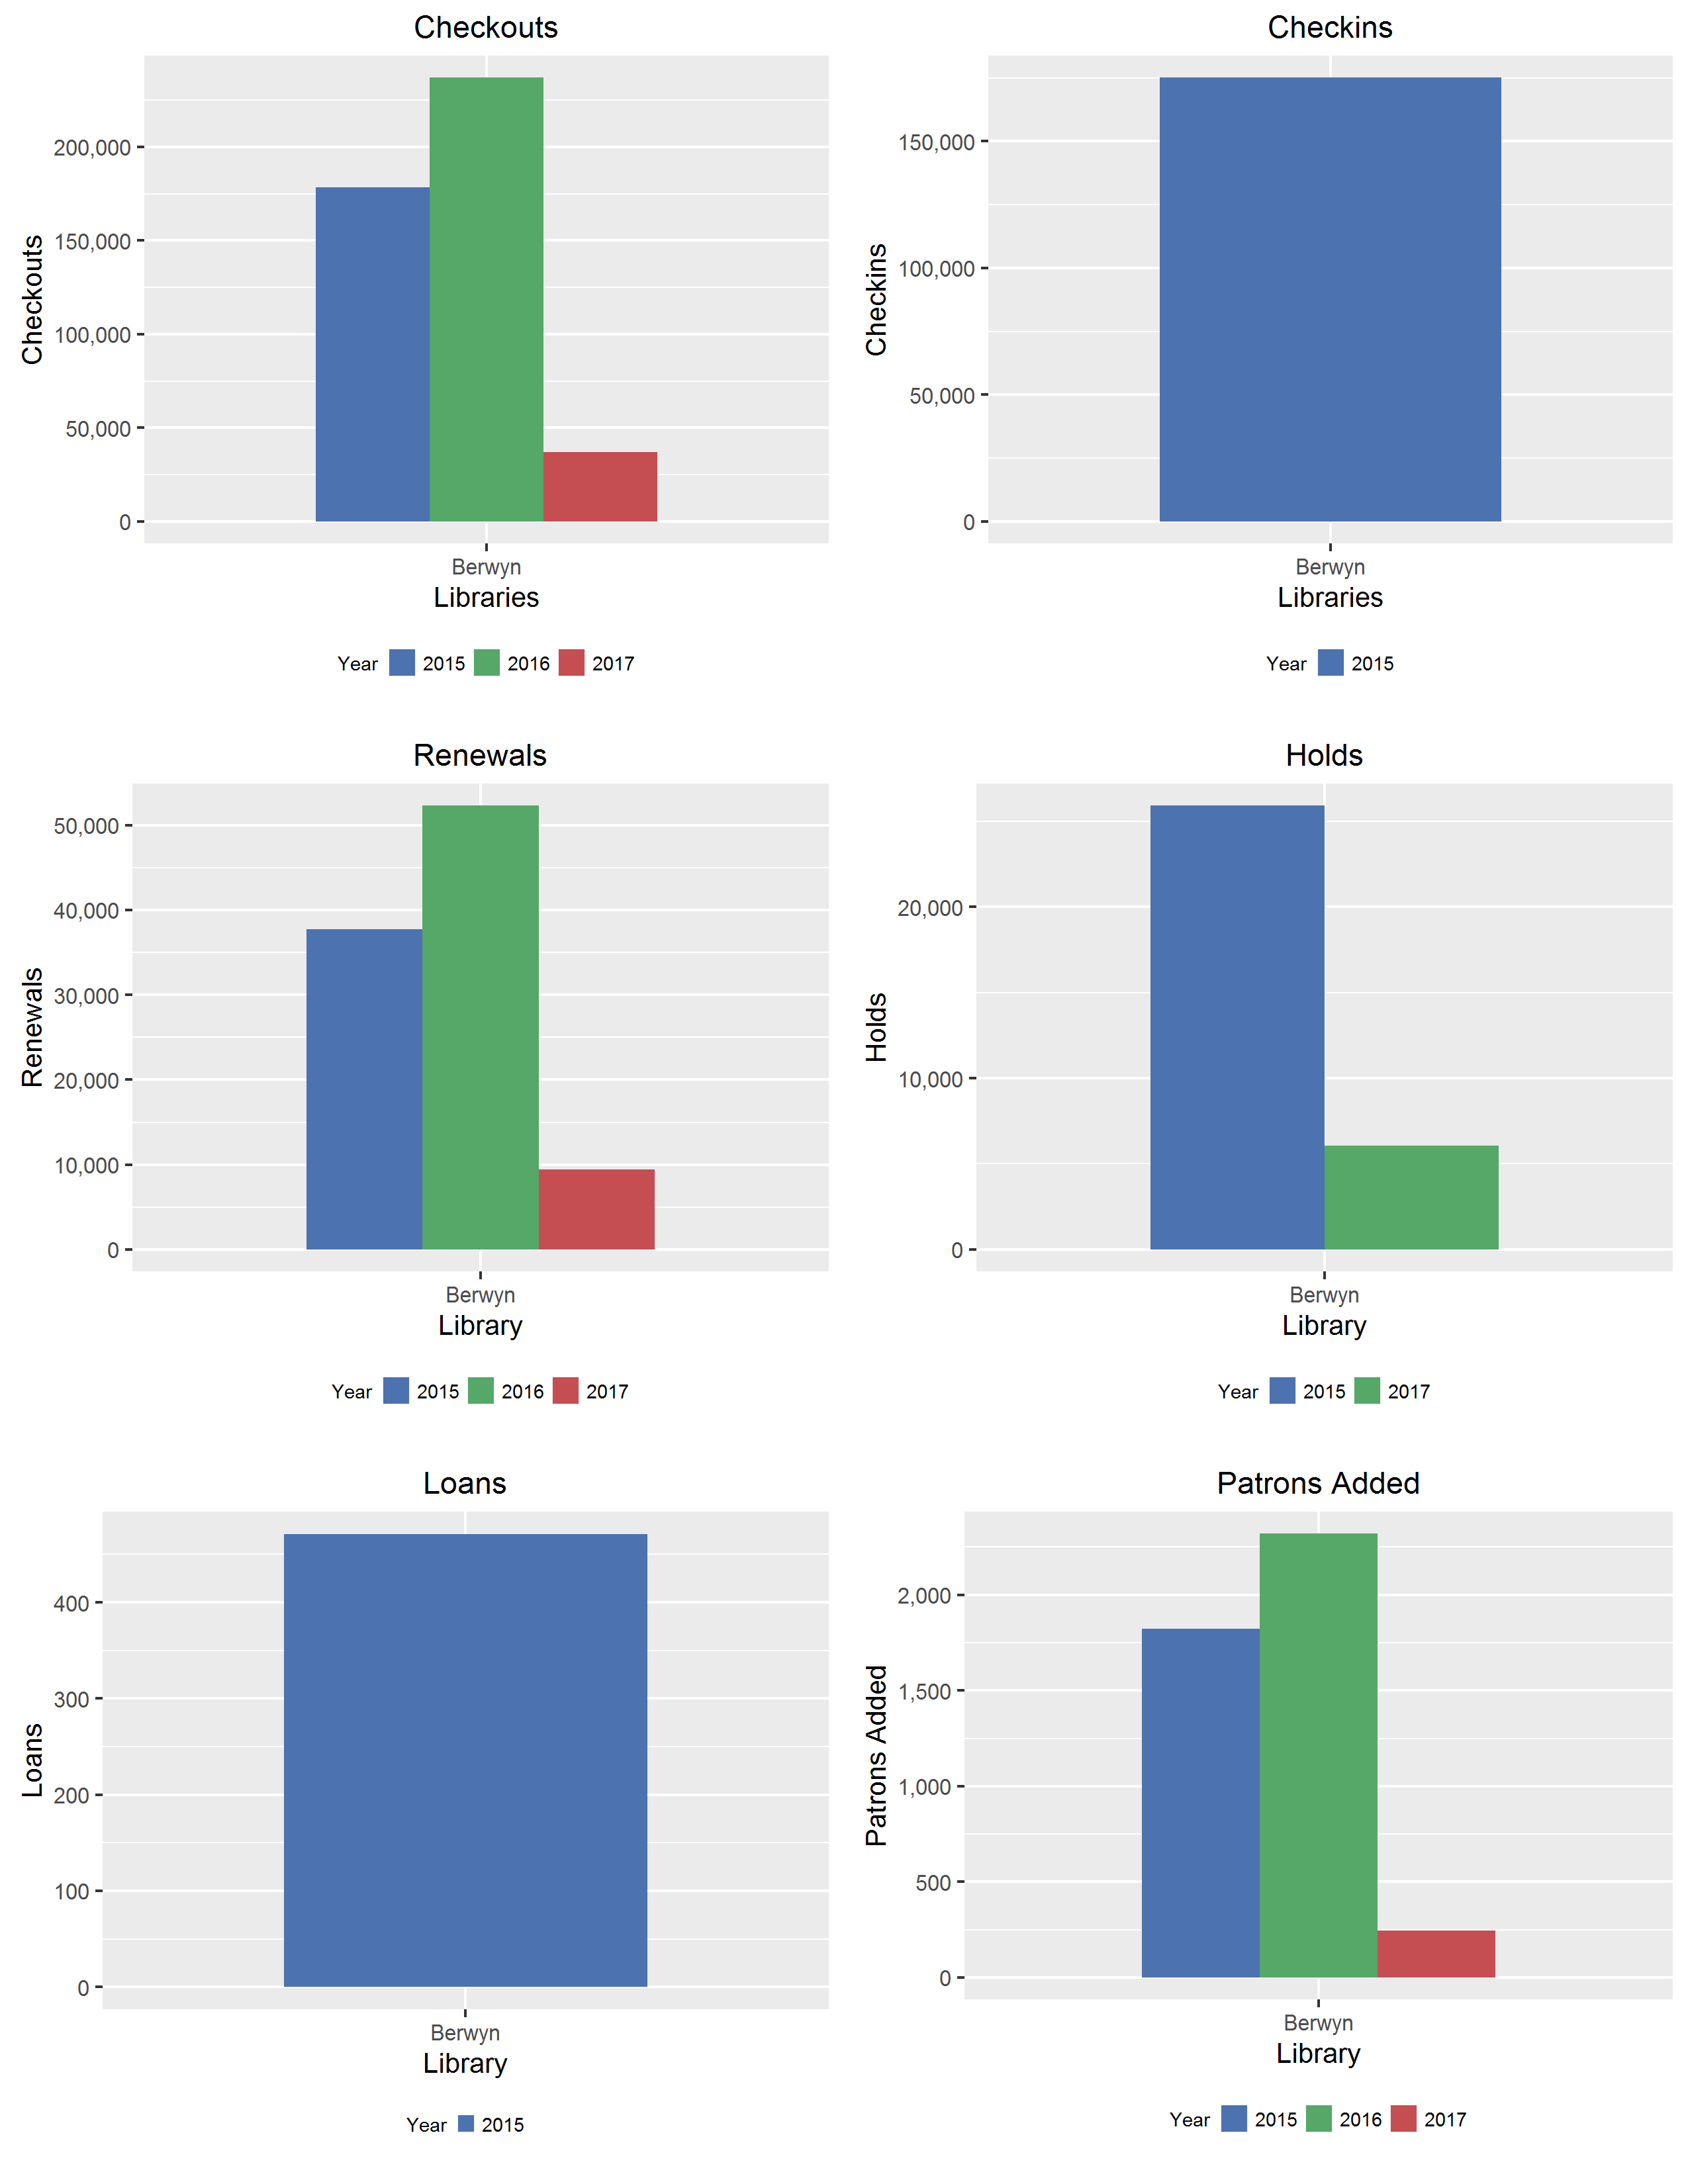 Checkouts
Checkouts
200,000
150,000
100,000
50,000
0
Berwyn
Libraries
Year 2015 2016 2017
Checkins
Checkins
150,000
100,000
50,000
0
Berwyn
Libraries
Year 2015
Renewals
Renewals
50,000
40,000
30,000
20,000
10,000
0
Berwyn
Library
Year 2015 2016 2017
Holds
Holds
20,000
10,000
0
Berwyn
Library
Year 2015 2017
Loans
Loans
400
300
200
100
0
Berwyn
Library
Year 2015
Patrons Added
Patrons Added
2,000
1,500
1,000
500
0
Berwyn
Library
Year 2015 2016 2017